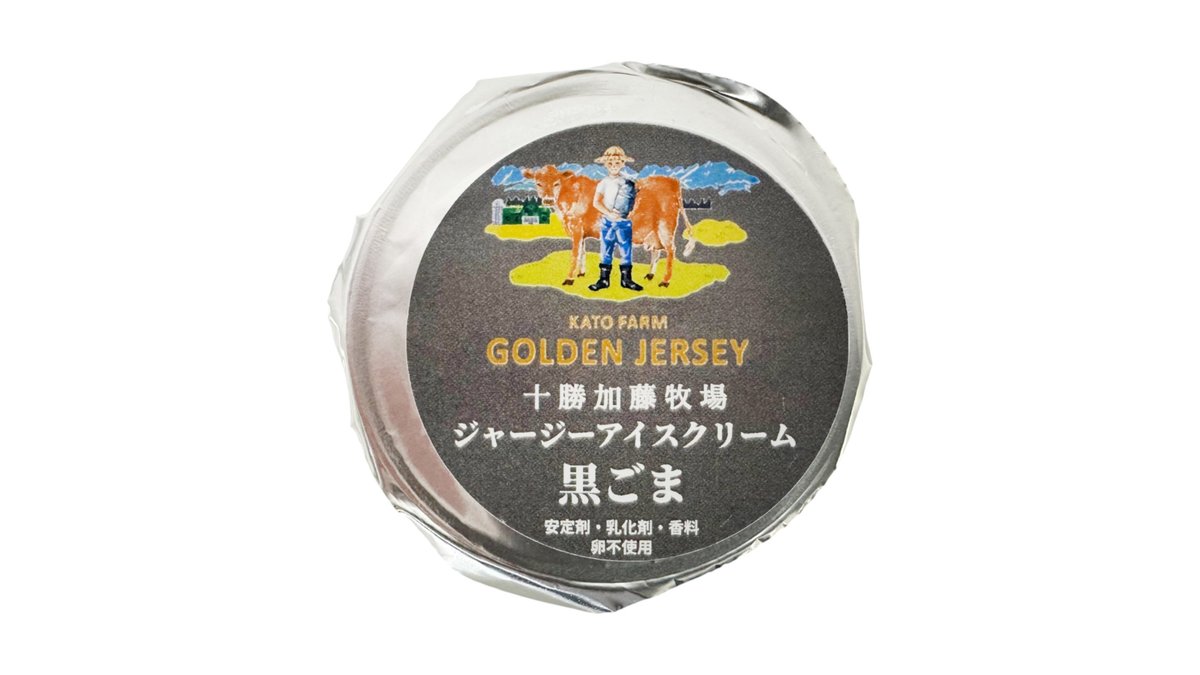 KATO FARM
GOLDEN JERSEY
十勝加藤牧場
ジャージーアイスクリーム
黒ごま
安定剤・乳化剤・香料
卵不使用